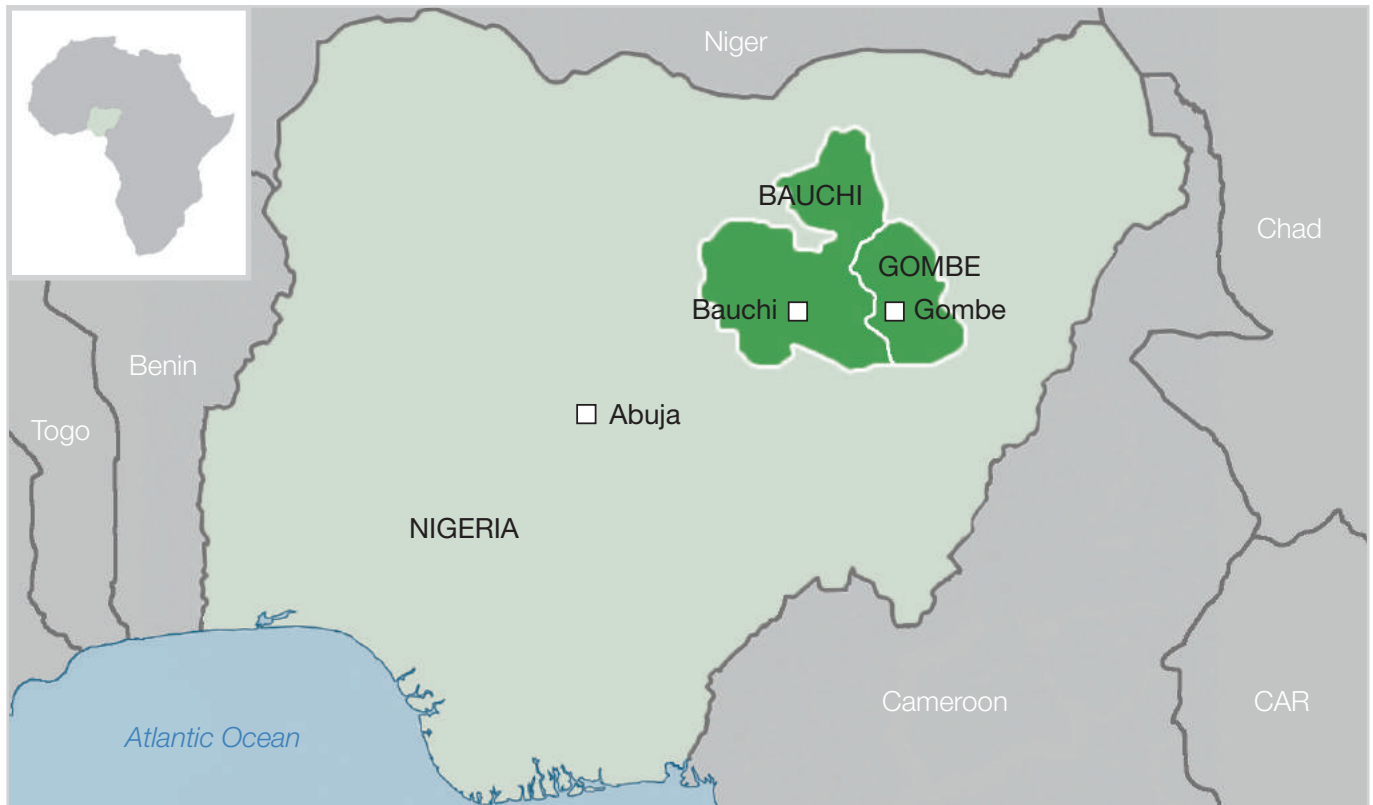 Niger
BAUCHI
Chad
GOMBE
Bauchi
Gombe
Benin
Togo
Abuja
NIGERIA
Cameroon
CAR
Atlantic Ocean